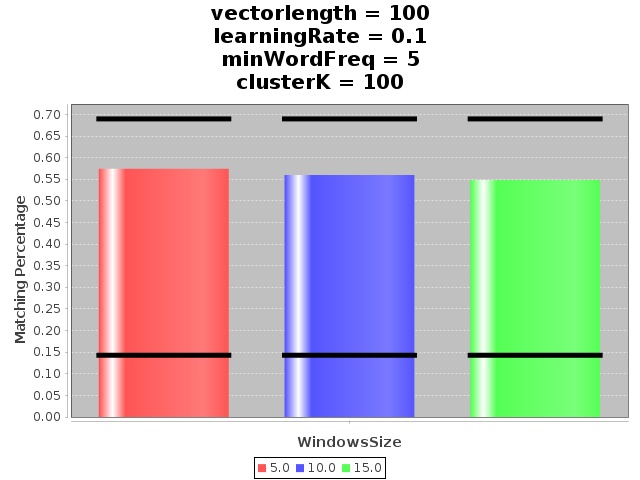 vectorlength = 100
learningRate = 0.1
minWordFreq = 5
clusterK = 100
Matching Percentage
0.70
0.65
0.60
0.55
0.50
0.45
0.40
0.35
0.30
0.25
0.20
0.15
0.10
0.05
0.00
WindowsSize
5.0 10.0 15.0